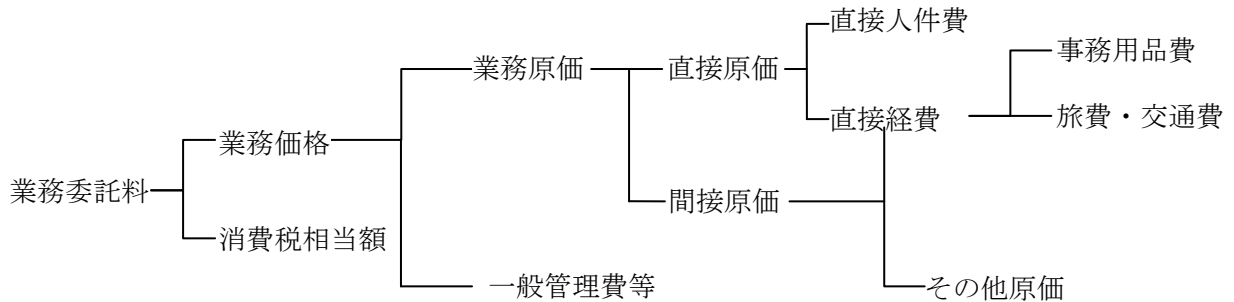 直接人件費
事務用品費
業務原価
直接原価
直接経費
旅費・交通費
業務価格
業務委託料
間接原価
消費税相当額
一般管理費等
その他原価